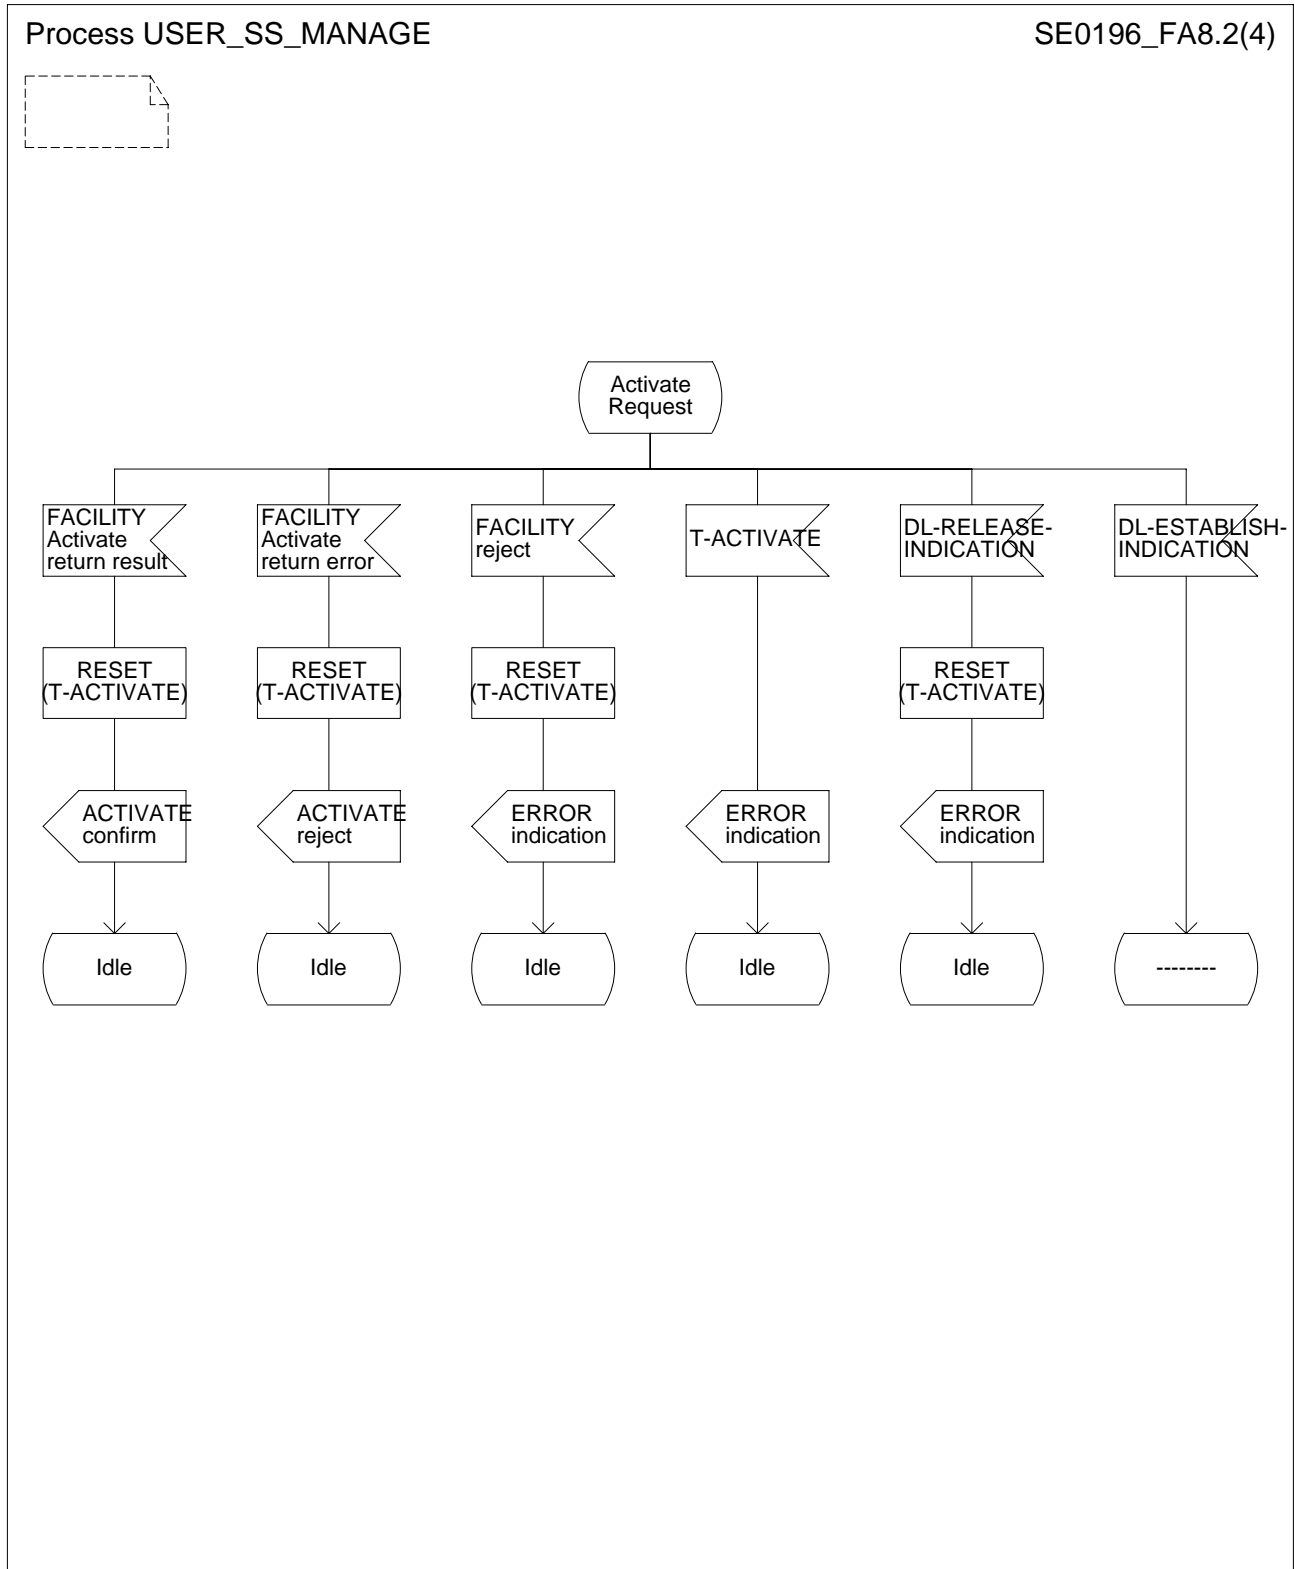 Process USER_SS_MANAGE
SE0196_FA8.2(4)
Activate
Request
FACILITY
Activate
return result
FACILITY
Activate
return error
FACILITY
reject
T-ACTIVATE
DL-RELEASE-
INDICATION
DL-ESTABLISH-
INDICATION
RESET
(T-ACTIVATE)
RESET
(T-ACTIVATE)
RESET
(T-ACTIVATE)
RESET
(T-ACTIVATE)
ACTIVATE
confirm
ACTIVATE
reject
ERROR
indication
ERROR
indication
ERROR
indication
Idle
Idle
Idle
Idle
Idle
--------